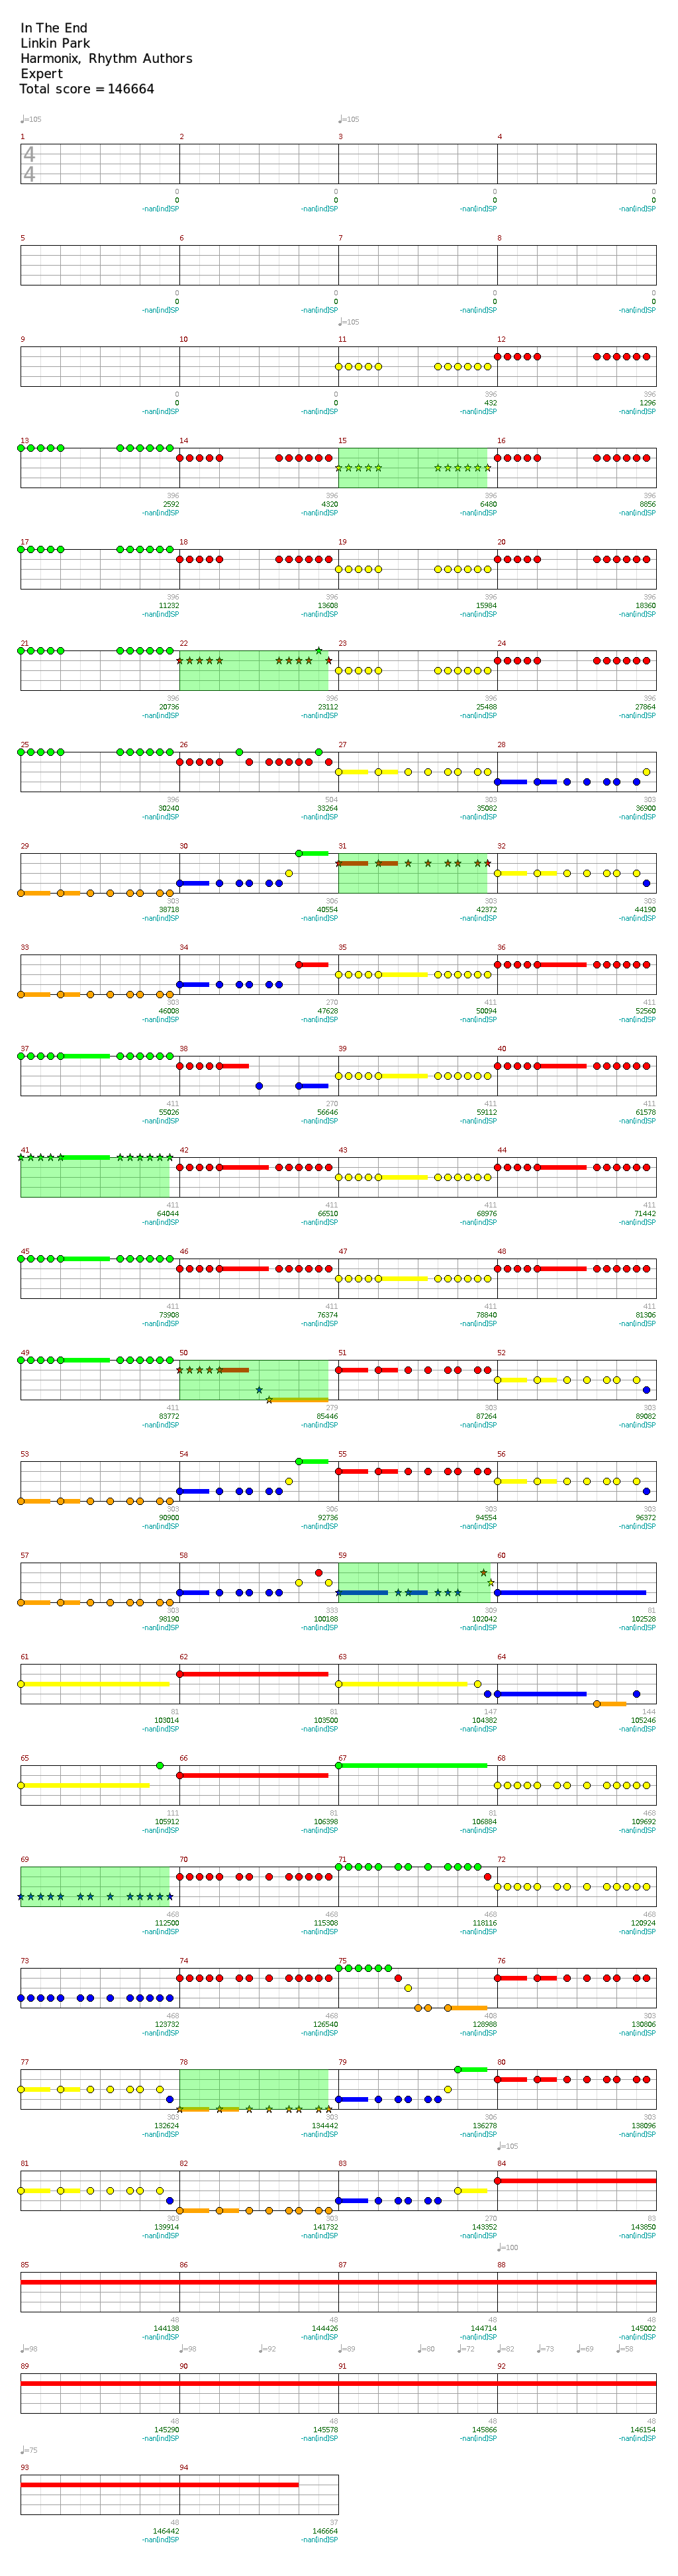 In The End
Linkin Park
Harmonix, Rhythm Authors
Expert
Total score = 146664
♩=105 ♩=105
1 2 3 4
4
4
0 0 0 0
0 0 0 0
-nan[ind]SP -nan[ind]SP -nan[ind]SP -nan[ind]SP
5 6 7 8
0 0 0 0
0 0 0 0
-nan[ind]SP -nan[ind]SP -nan[ind]SP -nan[ind]SP
♩=105
9 10 11 12
0 0 396 396
0 0 432 1296
-nan[ind]SP -nan[ind]SP -nan[ind]SP -nan[ind]SP
13 14 15 16
396 396 396 396
2592 4320 6480 8856
-nan[ind]SP -nan[ind]SP -nan[ind]SP -nan[ind]SP
17 18 19 20
396 396 396 396
11232 13608 15984 18360
-nan[ind]SP -nan[ind]SP -nan[ind]SP -nan[ind]SP
21 22 23 24
396 396 396 396
20736 23112 25488 27864
-nan[ind]SP -nan[ind]SP -nan[ind]SP -nan[ind]SP
25 26 27 28
396 504 303 303
30240 33264 35082 36900
-nan[ind]SP -nan[ind]SP -nan[ind]SP -nan[ind]SP
29 30 31 32
303 306 303 303
38718 40554 42372 44190
-nan[ind]SP -nan[ind]SP -nan[ind]SP -nan[ind]SP
33 34 35 36
303 270 411 411
46008 47628 50094 52560
-nan[ind]SP -nan[ind]SP -nan[ind]SP -nan[ind]SP
37 38 39 40
411 270 411 411
55026 56646 59112 61578
-nan[ind]SP -nan[ind]SP -nan[ind]SP -nan[ind]SP
41 42 43 44
411 411 411 411
64044 66510 68976 71442
-nan[ind]SP -nan[ind]SP -nan[ind]SP -nan[ind]SP
45 46 47 48
411 411 411 411
73908 76374 78840 81306
-nan[ind]SP -nan[ind]SP -nan[ind]SP -nan[ind]SP
49 50 51 52
411 279 303 303
83772 85446 87264 89082
-nan[ind]SP -nan[ind]SP -nan[ind]SP -nan[ind]SP
53 54 55 56
303 306 303 303
90900 92736 94554 96372
-nan[ind]SP -nan[ind]SP -nan[ind]SP -nan[ind]SP
57 58 59 60
303 333 309 81
98190 100188 102042 102528
-nan[ind]SP -nan[ind]SP -nan[ind]SP -nan[ind]SP
61 62 63 64
81 81 147 144
103014 103500 104382 105246
-nan[ind]SP -nan[ind]SP -nan[ind]SP -nan[ind]SP
65 66 67 68
111 81 81 468
105912 106398 106884 109692
-nan[ind]SP -nan[ind]SP -nan[ind]SP -nan[ind]SP
69 70 71 72
468 468 468 468
112500 115308 118116 120924
-nan[ind]SP -nan[ind]SP -nan[ind]SP -nan[ind]SP
73 74 75 76
468 468 408 303
123732 126540 128988 130806
-nan[ind]SP -nan[ind]SP -nan[ind]SP -nan[ind]SP
77 78 79 80
303 303 306 303
132624 134442 136278 138096
-nan[ind]SP -nan[ind]SP -nan[ind]SP -nan[ind]SP
♩=105
81 82 83 84
303 303 270 83
139914 141732 143352 143850
-nan[ind]SP -nan[ind]SP -nan[ind]SP -nan[ind]SP
♩=100
85 86 87 88
48 48 48 48
144138 144426 144714 145002
-nan[ind]SP -nan[ind]SP -nan[ind]SP -nan[ind]SP
♩=98 ♩=98 ♩=92 ♩=89 ♩=80 ♩=72 ♩=82 ♩=73 ♩=69 ♩=58
89 90 91 92
48 48 48 48
145290 145578 145866 146154
-nan[ind]SP -nan[ind]SP -nan[ind]SP -nan[ind]SP
♩=75
93 94
48 37
146442 146664
-nan[ind]SP -nan[ind]SP